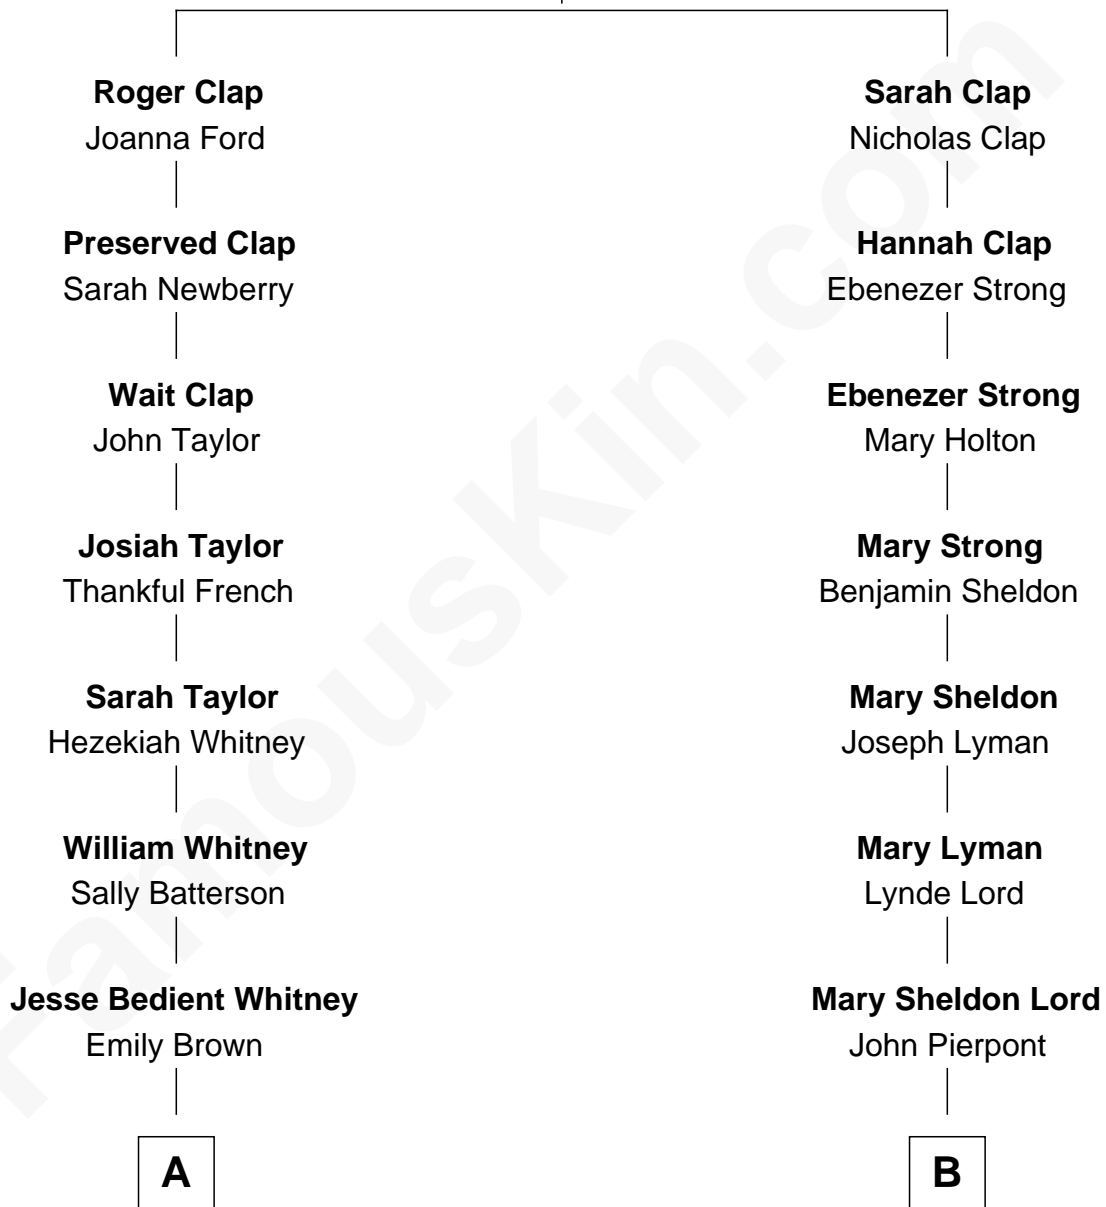 Roger Clap
Joanna Ford
Preserved Clap
Sarah Newberry
Wait Clap
John Taylor
Josiah Taylor
Thankful French
Sarah Taylor
Hezekiah Whitney
William Whitney
Sally Batterson
Jesse Bedient Whitney
Emily Brown
A
Sarah Clap
Nicholas Clap
Hannah Clap
Ebenezer Strong
Ebenezer Strong
Mary Holton
Mary Strong
Benjamin Sheldon
Mary Sheldon
Joseph Lyman
Mary Lyman
Lynde Lord
Mary Sheldon Lord
John Pierpont
B
FamousKin.com